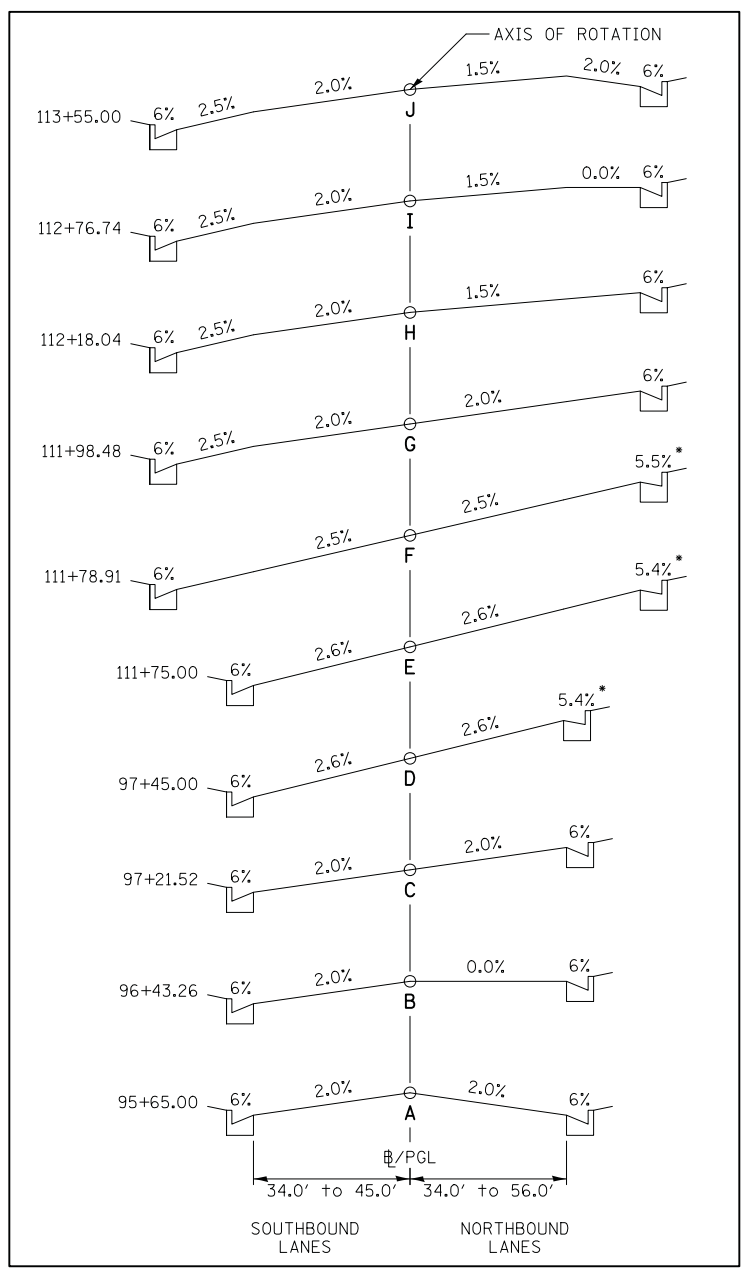 AXIS OF ROTATION
113+55.00 6% 2.5% 2.0% 1.5% 2.0% 6%
J
112+76.74 6% 2.5% 2.0% 1.5% 0.0% 6%
I
112+18.04 6% 2.5% 2.0% 1.5% 6%
H
111+98.48 6% 2.5% 2.0% 2.0% 6%
G
111+78.91 6% 2.5% 2.5% 5.5%*
F
111+75.00 6% 2.6% 2.6% 5.4%*
E
97+45.00 6% 2.6% 2.6% 5.4%*
D
97+21.52 6% 2.0% 2.0% 6%
C
96+43.26 6% 2.0% 0.0% 6%
B
95+65.00 6% 2.0% 2.0% 6%
A
BL/PGL
34.0' to 45.0' 34.0' to 56.0'
SOUTHBOUND
LANES
NORTHBOUND
LANES